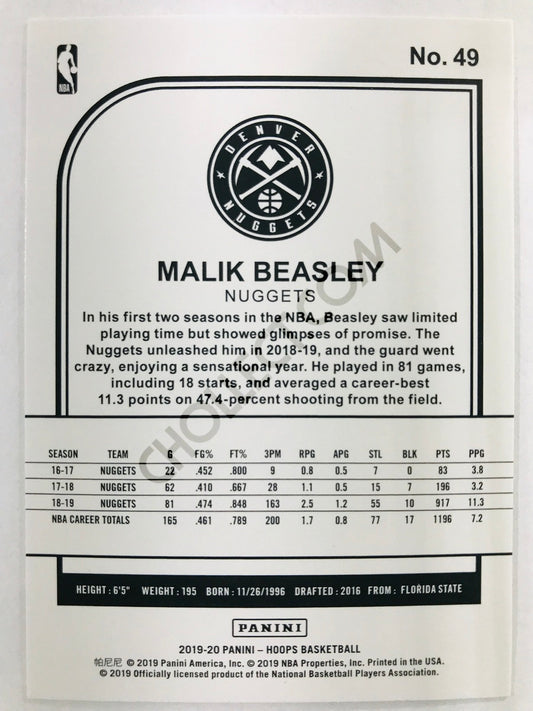 No. 49
NBA
DENVER
NUGGETS
MALIK BEASLEY
NUGGETS
In his first two seasons in the NBA, Beasley saw limited
playing time but showed glimpses of promise. The
Nuggets unleashed him in 2018-19, and the guard went
crazy, enjoying a sensational year. He played in 81 games,
including 18 starts, and averaged a career-best
11.3 points on 47.4-percent shooting from the field.
CHOLLECT.COM
SEASON TEAM G FG% FT% 3PM RPG APG STL BLK PTS PPG
16-17 NUGGETS 22 .452 .800 9 0.8 0.5 7 0 83 3.8
17-18 NUGGETS 62 .410 .667 28 1.1 0.5 15 7 196 3.2
18-19 NUGGETS 81 .474 .848 163 2.5 1.2 55 10 917 11.3
NBA CAREER TOTALS 165 .461 .789 200 1.7 0.8 77 17 1196 7.2
HEIGHT: 6'5" WEIGHT: 195 BORN: 11/26/1996 DRAFTED: 2016 FROM: FLORIDA STATE
PANINI
2019-20 PANINI – HOOPS BASKETBALL
帕尼尼 © 2019 Panini America, Inc. © 2019 NBA Properties, Inc. Printed in the USA.
© 2019 Officially licensed product of the National Basketball Players Association.